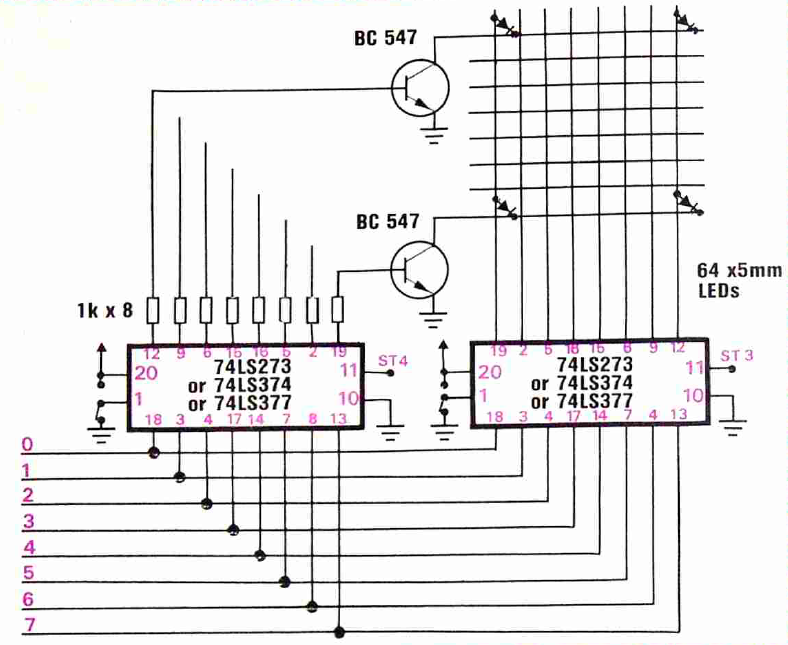 BC 547
BC 547
64 x5mm
LEDs
1k x 8
12 9 6 15 16 5 2 19
20
1
74LS273
or 74LS374
or 74LS377
11
10
ST4
18 3 4 17 14 7 8 13
19 2 5 16 15 6 9 12
20
1
74LS273
or 74LS374
or 74LS377
11
10
ST 3
18 3 4 17 14 7 4 13
0
1
2
3
4
5
6
7